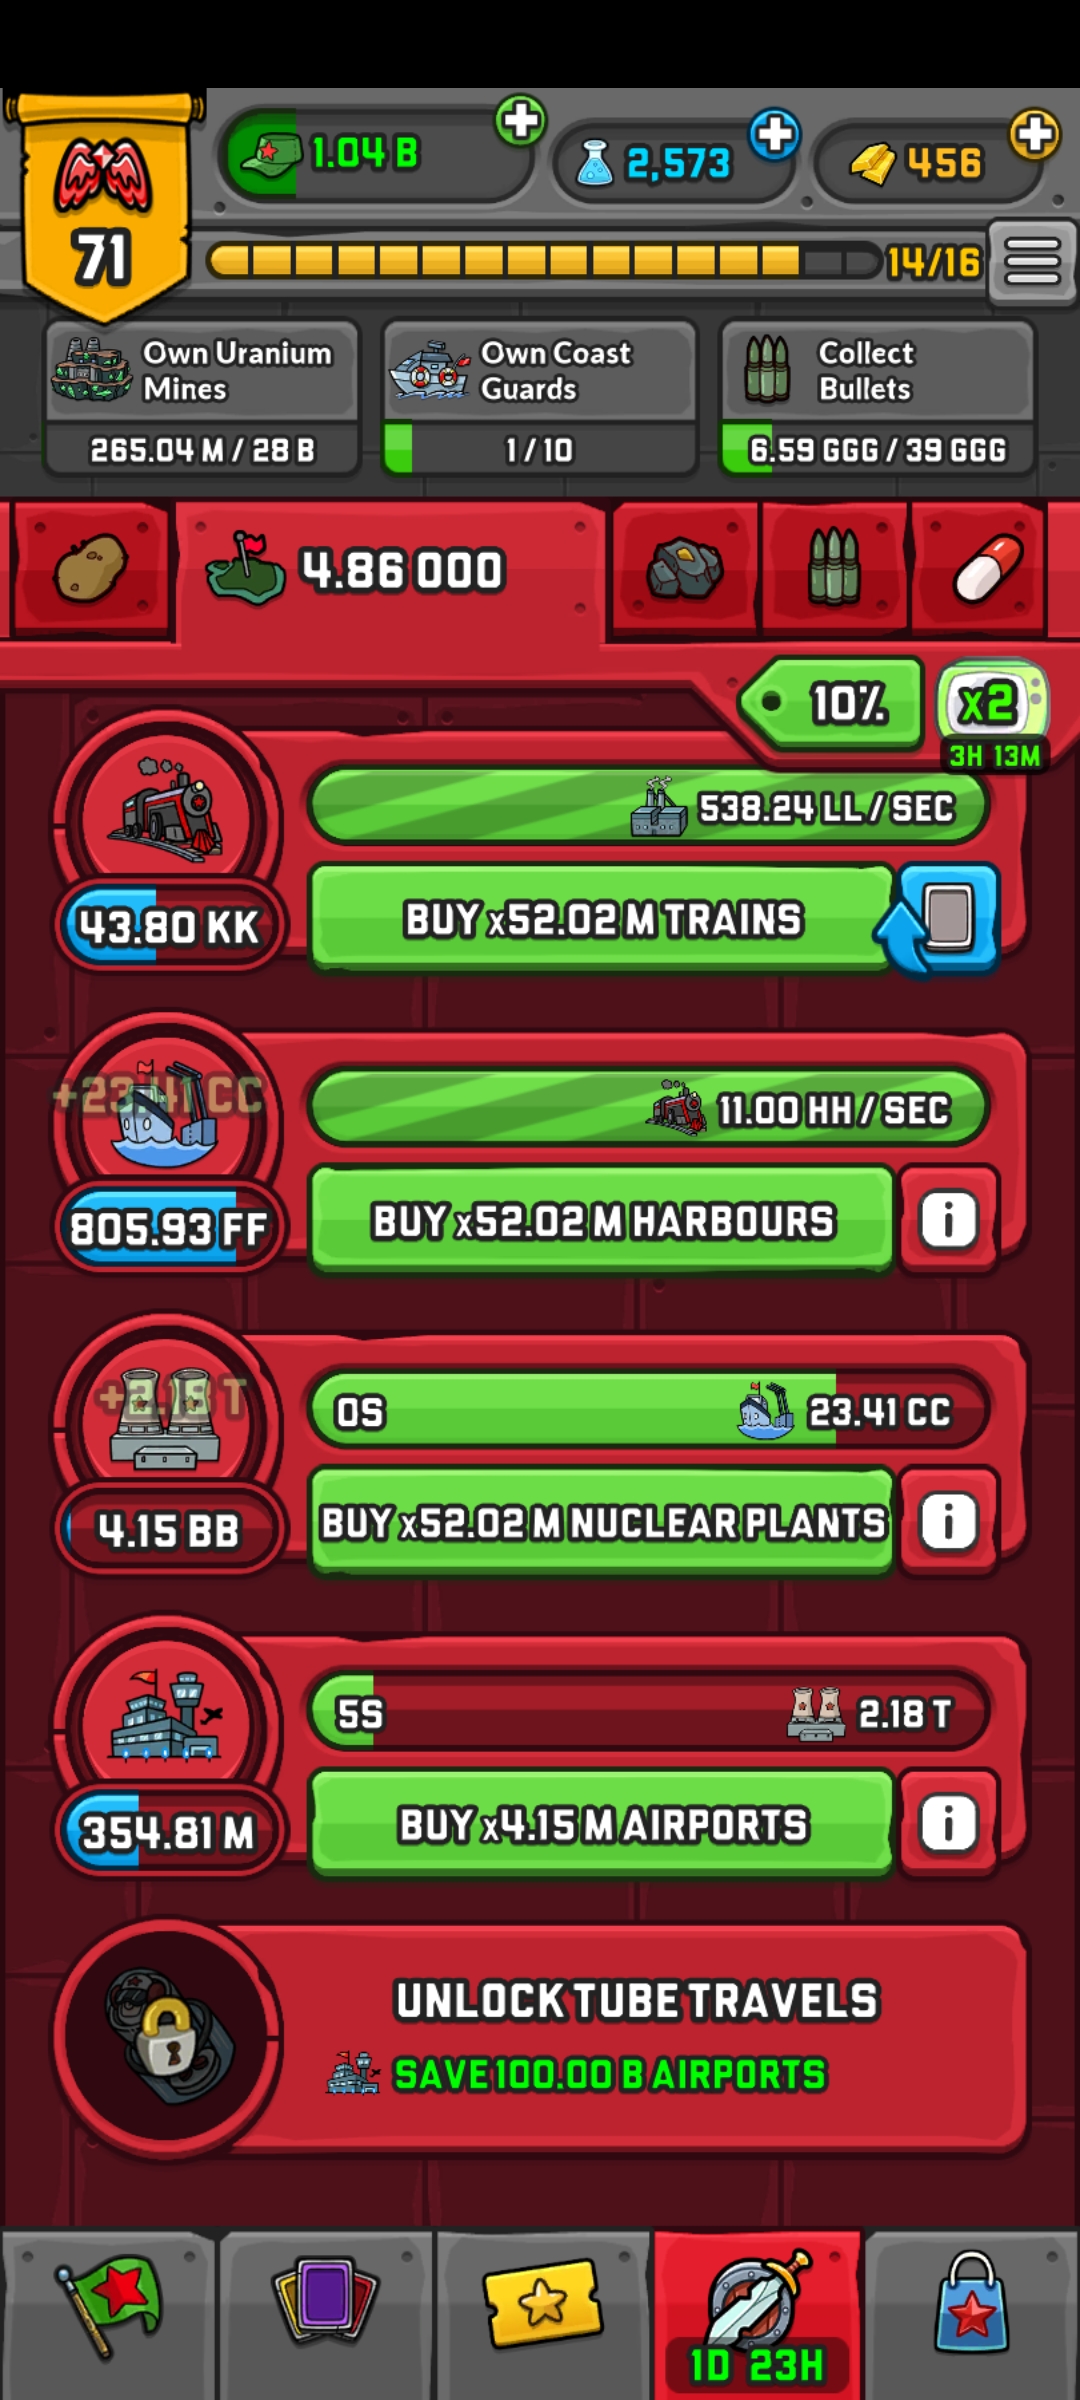 1.04 B
2,573
456
71
14/16
Own Uranium
Mines
265.04 M / 28 B
Own Coast
Guards
1 / 10
Collect
Bullets
6.59 GGG / 39 GGG
4.86 OOO
10%
x2
3H 13M
538.24 LL / SEC
43.80 KK
BUY x52.02 M TRAINS
+23.41 CC
11.00 HH / SEC
805.93 FF
BUY x52.02 M HARBOURS
+2.18 T
0S
23.41 CC
4.15 BB
BUY x52.02 M NUCLEAR PLANTS
5S
2.18 T
354.81 M
BUY x4.15 M AIRPORTS
UNLOCK TUBE TRAVELS
SAVE 100.00 B AIRPORTS
1D 23H